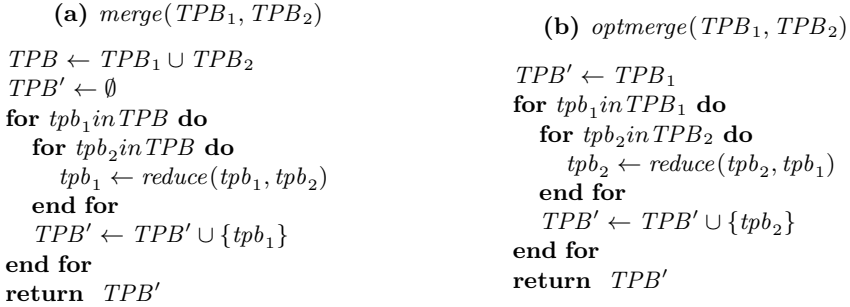 (a) merge(TPB₁, TPB₂)
TPB ← TPB₁ ∪ TPB₂
TPB′ ← ∅
for tpb₁inTPB do
for tpb₂inTPB do
tpb₁ ← reduce(tpb₁, tpb₂)
end for
TPB′ ← TPB′ ∪ {tpb₁}
end for
return TPB′
(b) optmerge(TPB₁, TPB₂)
TPB′ ← TPB₁
for tpb₁inTPB₁ do
for tpb₂inTPB₂ do
tpb₂ ← reduce(tpb₂, tpb₁)
end for
TPB′ ← TPB′ ∪ {tpb₂}
end for
return TPB′